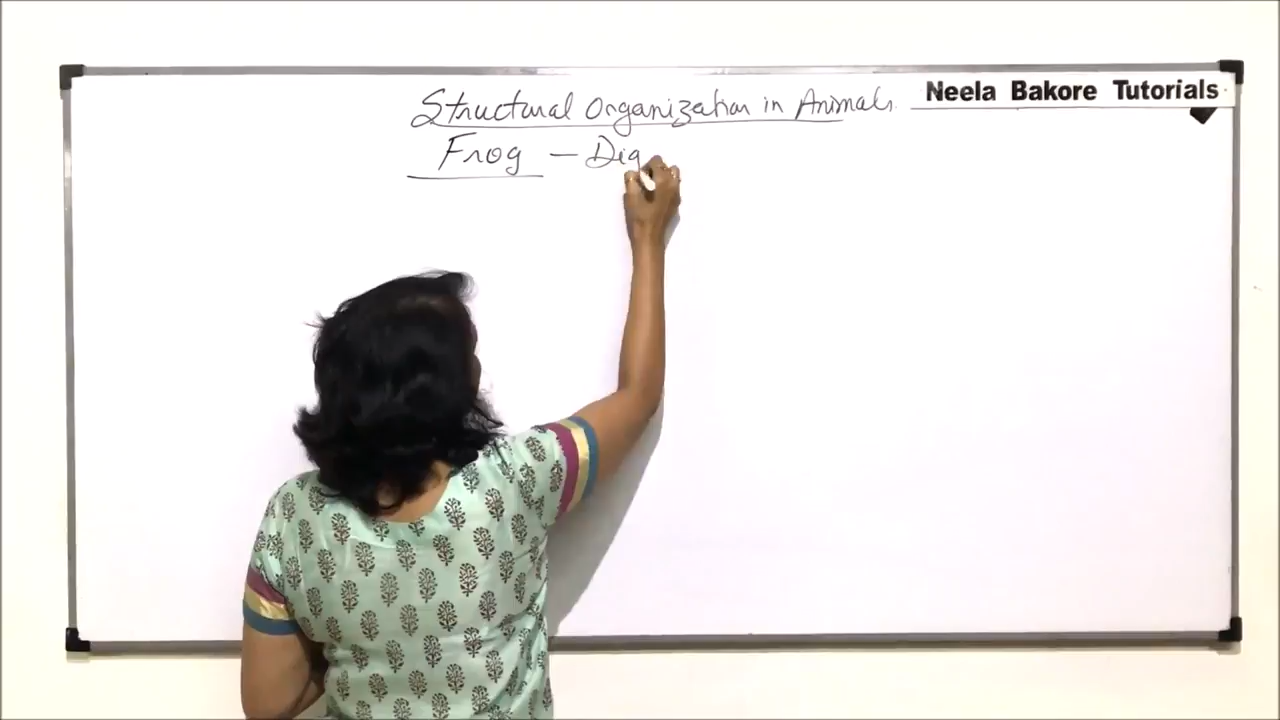 Neela Bakore Tutorials
Structural Organization in Animals
Frog – Dig